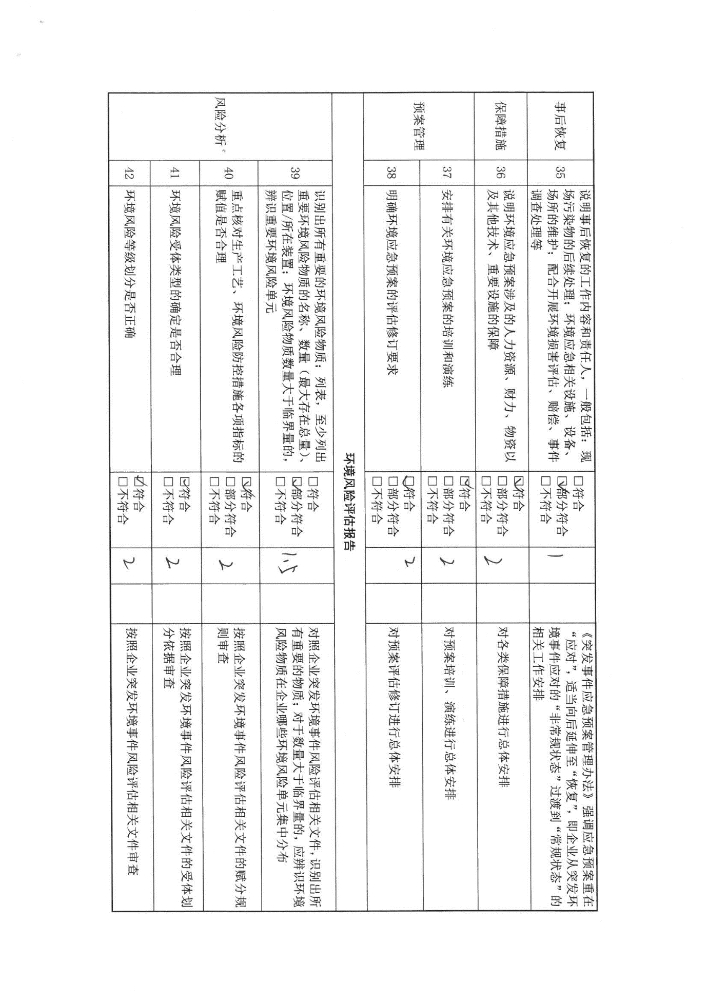 事后恢复
35
说明事后恢复的工作内容和责任人，一般包括：现
场污染物的后续处理；环境应急相关设施、设备、
场所的维护；配合开展环境损害评估、赔偿、事件
调查处理等
□符合
☑部分符合
□不符合
1
《突发事件应急预案管理办法》强调应急预案重在
“应对”，适当向后延伸至“恢复”，即企业从突发环
境事件应对的“非常规状态”过渡到“常规状态”的
相关工作安排
保障措施
36
说明环境应急预案涉及的人力资源、财力、物资以
及其他技术、重要设施的保障
☑符合
□部分符合
□不符合
2
对各类保障措施进行总体安排
预案管理
37
安排有关环境应急预案的培训和演练
☑符合
□部分符合
□不符合
2
对预案培训、演练进行总体安排
38
明确环境应急预案的评估修订要求
☑符合
□部分符合
□不符合
2
对预案评估修订进行总体安排
环境风险评估报告
风险分析c
39
识别出所有重要的环境风险物质；列表，至少列出
重要环境风险物质的名称、数量（最大存在总量）、
位置/所在装置；环境风险物质数量大于临界量的，
辨识重要环境风险单元
□符合
☑部分符合
□不符合
1.5
对照企业突发环境事件风险评估相关文件，识别出所
有重要的物质；对于数量大于临界量的，应辨识环境
风险物质在企业哪些环境风险单元集中分布
40
重点核对生产工艺、环境风险防控措施各项指标的
赋值是否合理
☑符合
□部分符合
□不符合
2
按照企业突发环境事件风险评估相关文件的赋分规
则审查
41
环境风险受体类型的确定是否合理
☑符合
□不符合
2
按照企业突发环境事件风险评估相关文件的受体划
分依据审查
42
环境风险等级划分是否正确
☑符合
□不符合
2
按照企业突发环境事件风险评估相关文件审查